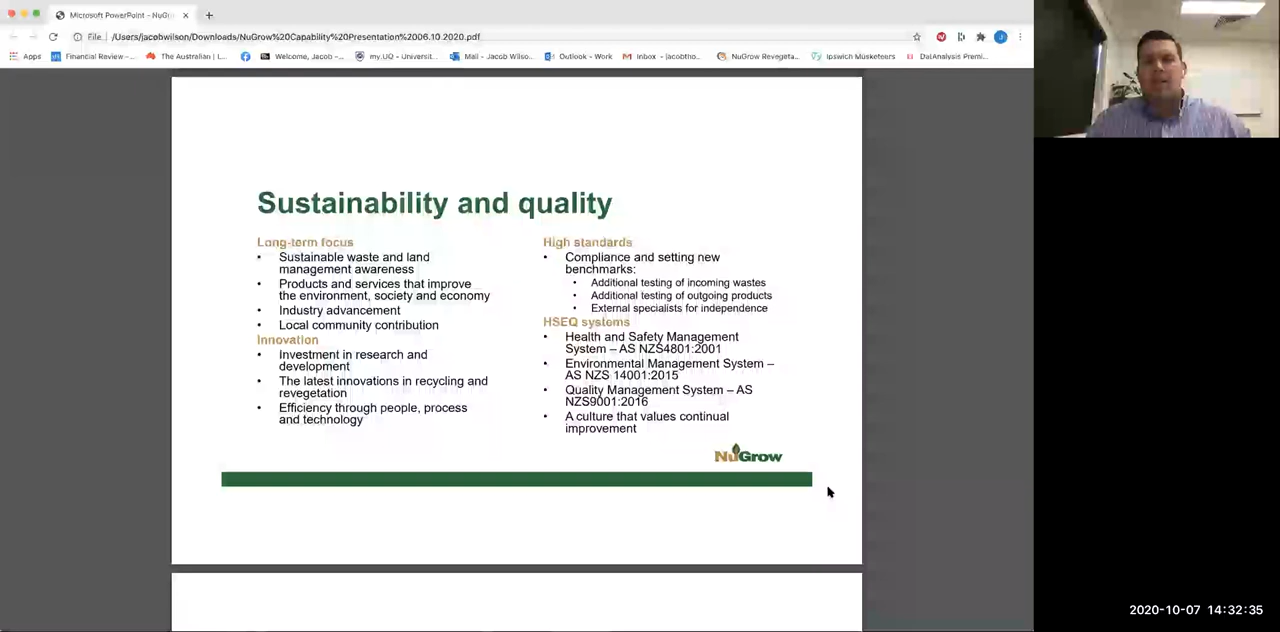 Microsoft PowerPoint - NuGr
File
/Users/jacobwilson/Downloads/NuGrow%20Capability%20Presentation%2006.10.2020.pdf
Apps
Financial Review -...
The Australian | L...
Welcome, Jacob -...
my.UQ - Universit...
Mail - Jacob Wilso...
Outlook - Work
Inbox - jacobtho...
NuGrow Revegeta...
Ipswich Musketeers
DatAnalysis Premi...
Sustainability and quality
Long-term focus
• Sustainable waste and land
management awareness
• Products and services that improve
the environment, society and economy
• Industry advancement
• Local community contribution
Innovation
• Investment in research and
development
• The latest innovations in recycling and
revegetation
• Efficiency through people, process
and technology
High standards
• Compliance and setting new
benchmarks:
• Additional testing of incoming wastes
• Additional testing of outgoing products
• External specialists for independence
HSEQ systems
• Health and Safety Management
System – AS NZS4801:2001
• Environmental Management System –
AS NZS 14001:2015
• Quality Management System – AS
NZS9001:2016
• A culture that values continual
improvement
NuGrow
2020-10-07 14:32:35